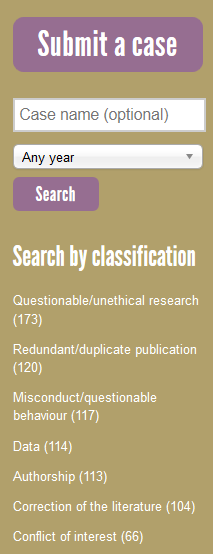 Submit a case
Case name (optional)
Any year
Search
Search by classification
Questionable/unethical research
(173)
Redundant/duplicate publication
(120)
Misconduct/questionable
behaviour (117)
Data (114)
Authorship (113)
Correction of the literature (104)
Conflict of interest (66)